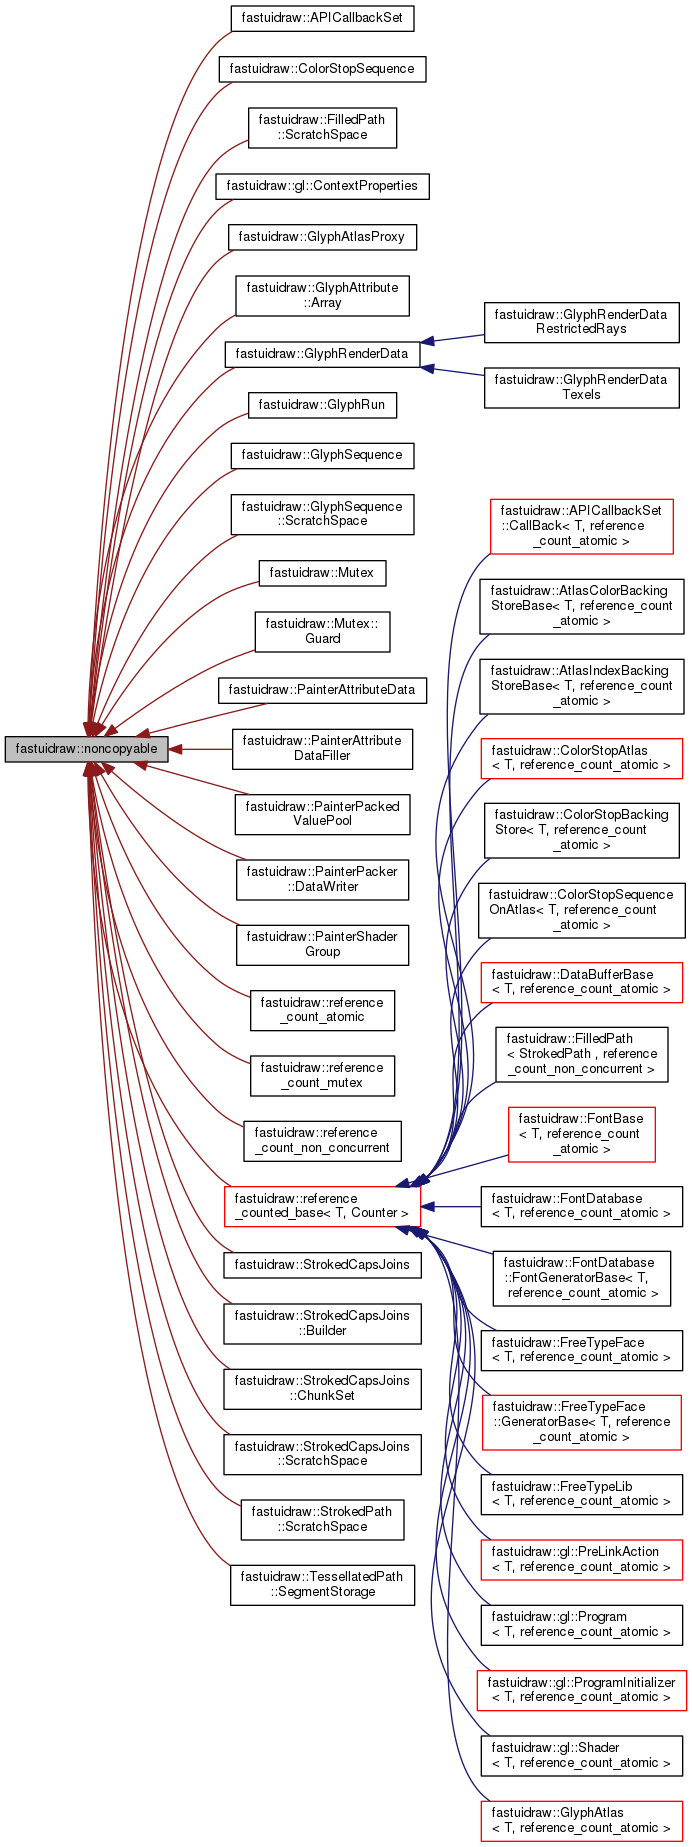 fastuidraw::noncopyable
fastuidraw::APICallbackSet
fastuidraw::ColorStopSequence
fastuidraw::FilledPath
::ScratchSpace
fastuidraw::gl::ContextProperties
fastuidraw::GlyphAtlasProxy
fastuidraw::GlyphAttribute
::Array
fastuidraw::GlyphRenderData
fastuidraw::GlyphRun
fastuidraw::GlyphSequence
fastuidraw::GlyphSequence
::ScratchSpace
fastuidraw::Mutex
fastuidraw::Mutex::
Guard
fastuidraw::PainterAttributeData
fastuidraw::PainterAttribute
DataFiller
fastuidraw::PainterPacked
ValuePool
fastuidraw::PainterPacker
::DataWriter
fastuidraw::PainterShader
Group
fastuidraw::reference
_count_atomic
fastuidraw::reference
_count_mutex
fastuidraw::reference
_count_non_concurrent
fastuidraw::reference
_counted_base< T, Counter >
fastuidraw::StrokedCapsJoins
fastuidraw::StrokedCapsJoins
::Builder
fastuidraw::StrokedCapsJoins
::ChunkSet
fastuidraw::StrokedCapsJoins
::ScratchSpace
fastuidraw::StrokedPath
::ScratchSpace
fastuidraw::TessellatedPath
::SegmentStorage
fastuidraw::GlyphRenderData
RestrictedRays
fastuidraw::GlyphRenderData
Texels
fastuidraw::APICallbackSet
::CallBack< T, reference
_count_atomic >
fastuidraw::AtlasColorBacking
StoreBase< T, reference_count
_atomic >
fastuidraw::AtlasIndexBacking
StoreBase< T, reference_count
_atomic >
fastuidraw::ColorStopAtlas
< T, reference_count_atomic >
fastuidraw::ColorStopBacking
Store< T, reference_count
_atomic >
fastuidraw::ColorStopSequence
OnAtlas< T, reference_count
_atomic >
fastuidraw::DataBufferBase
< T, reference_count_atomic >
fastuidraw::FilledPath
< StrokedPath , reference
_count_non_concurrent >
fastuidraw::FontBase
< T, reference_count
_atomic >
fastuidraw::FontDatabase
< T, reference_count_atomic >
fastuidraw::FontDatabase
::FontGeneratorBase< T,
reference_count_atomic >
fastuidraw::FreeTypeFace
< T, reference_count_atomic >
fastuidraw::FreeTypeFace
::GeneratorBase< T, reference
_count_atomic >
fastuidraw::FreeTypeLib
< T, reference_count_atomic >
fastuidraw::gl::PreLinkAction
< T, reference_count_atomic >
fastuidraw::gl::Program
< T, reference_count_atomic >
fastuidraw::gl::ProgramInitializer
< T, reference_count_atomic >
fastuidraw::gl::Shader
< T, reference_count_atomic >
fastuidraw::GlyphAtlas
< T, reference_count_atomic >